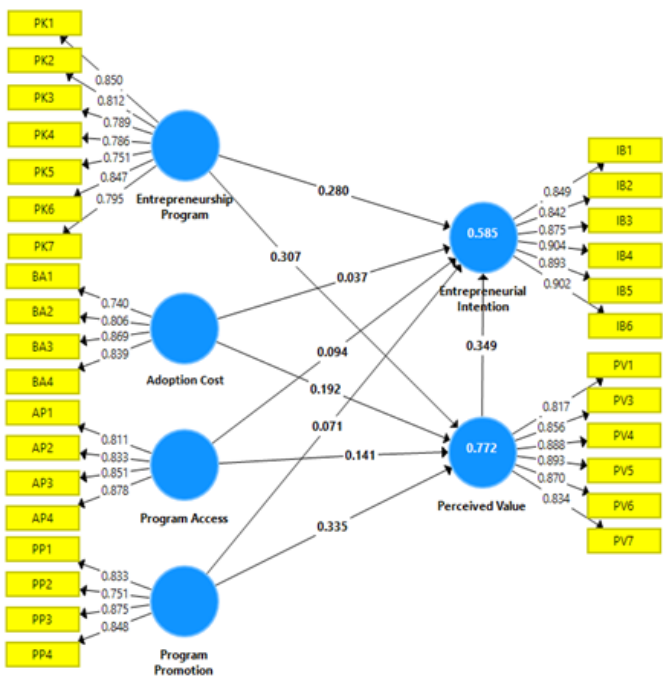 PK1
PK2
PK3
PK4
PK5
PK6
PK7
0.850
0.812
0.789
0.786
0.751
0.847
0.795
Entrepreneurship
Program
BA1
BA2
BA3
BA4
0.740
0.806
0.869
0.839
Adoption Cost
AP1
AP2
AP3
AP4
0.811
0.833
0.851
0.878
Program Access
PP1
PP2
PP3
PP4
0.833
0.751
0.875
0.848
Program
Promotion
0.280
0.307
0.037
0.094
0.192
0.071
0.141
0.335
0.349
0.585
Entrepreneurial
Intention
0.849
0.842
0.875
0.904
0.893
0.902
IB1
IB2
IB3
IB4
IB5
IB6
0.772
Perceived Value
0.817
0.856
0.888
0.893
0.870
0.834
PV1
PV3
PV4
PV5
PV6
PV7